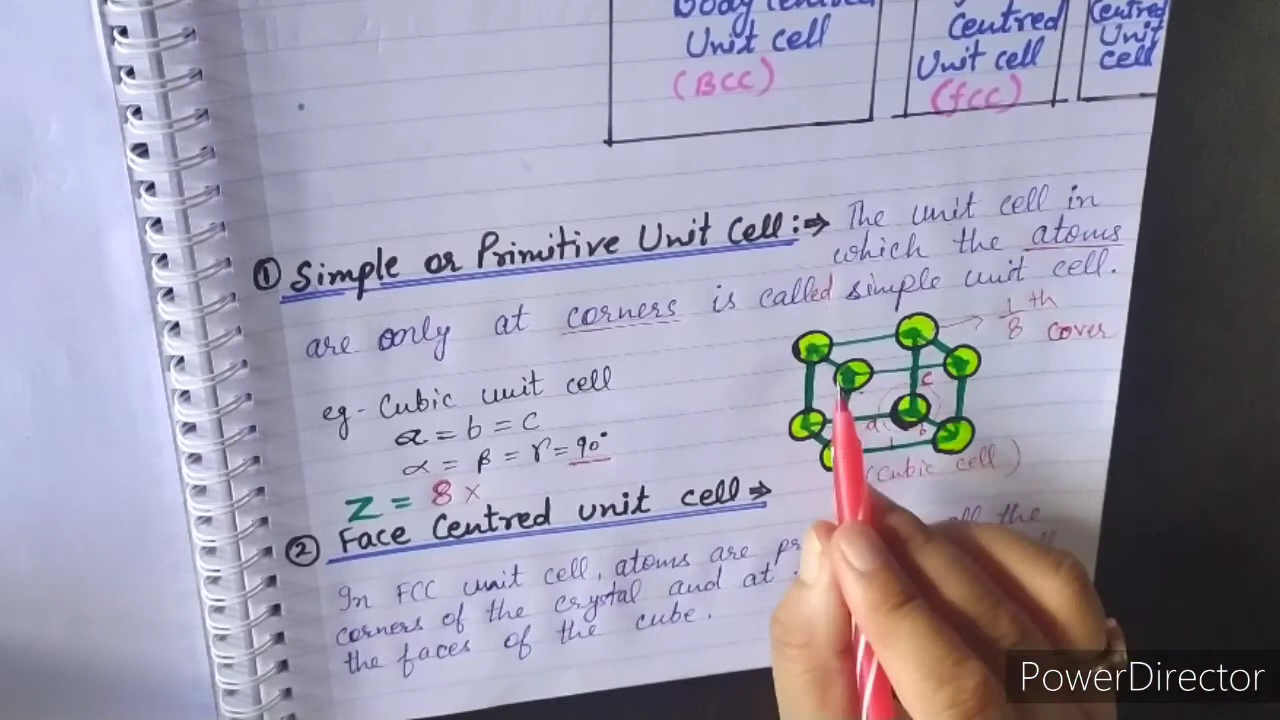 Unit cell
(BCC)
Centred
Unit cell
(fCC)
Centred
Unit
cell
① Simple or Primitive Unit Cell:⇒ The unit cell in
which the atoms
are only at corners is called simple unit cell.
1/8 th cover
eg - Cubic unit cell
a = b = c
α = β = r = 90°
c
a
b
(Cubic cell)
Z = 8 ×
② Face Centred unit cell ⇒
In FCC unit cell, atoms are
all the
corners of the crystal and at
the faces of the cube.
PowerDirector